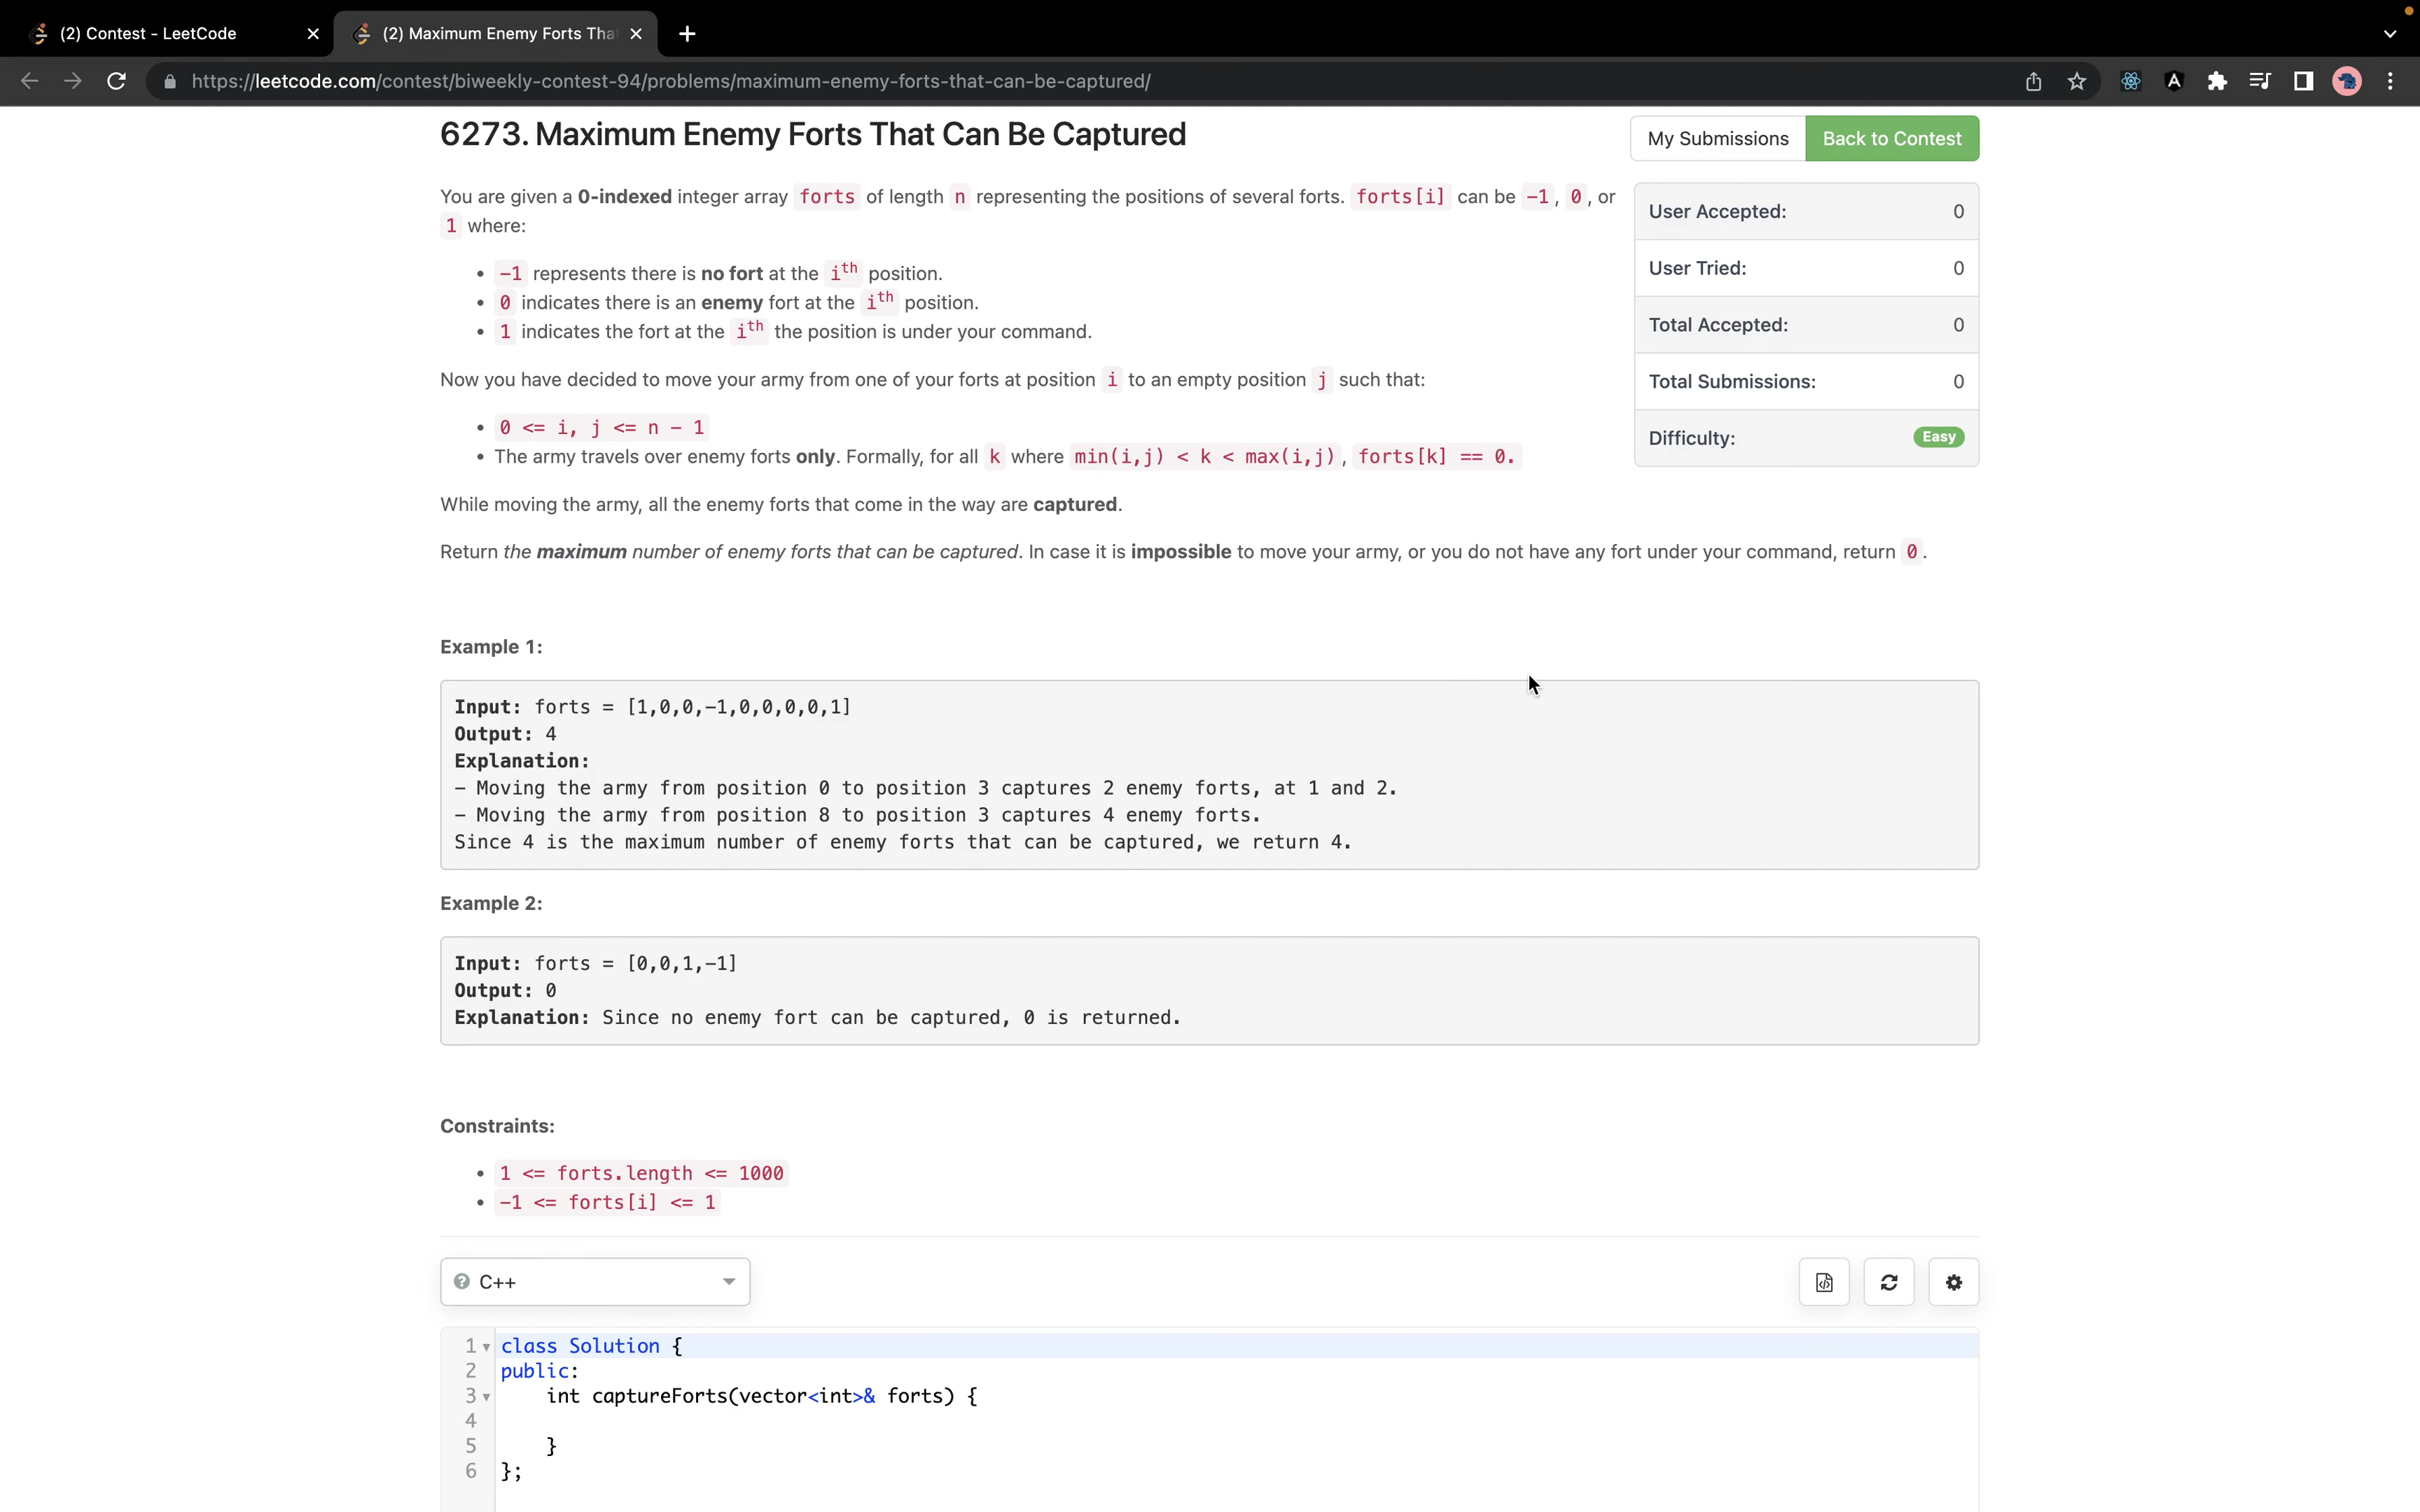 (2) Contest - LeetCode
(2) Maximum Enemy Forts Tha
https://leetcode.com/contest/biweekly-contest-94/problems/maximum-enemy-forts-that-can-be-captured/
6273. Maximum Enemy Forts That Can Be Captured
My Submissions
Back to Contest
You are given a 0-indexed integer array forts of length n representing the positions of several forts. forts[i] can be -1, 0, or
1 where:
• -1 represents there is no fort at the ith position.
• 0 indicates there is an enemy fort at the ith position.
• 1 indicates the fort at the ith the position is under your command.
Now you have decided to move your army from one of your forts at position i to an empty position j such that:
• 0 <= i, j <= n - 1
• The army travels over enemy forts only. Formally, for all k where min(i,j) < k < max(i,j), forts[k] == 0.
While moving the army, all the enemy forts that come in the way are captured.
Return the maximum number of enemy forts that can be captured. In case it is impossible to move your army, or you do not have any fort under your command, return 0.
User Accepted: 0
User Tried: 0
Total Accepted: 0
Total Submissions: 0
Difficulty: Easy
Example 1:
Input: forts = [1,0,0,-1,0,0,0,0,1]
Output: 4
Explanation:
- Moving the army from position 0 to position 3 captures 2 enemy forts, at 1 and 2.
- Moving the army from position 8 to position 3 captures 4 enemy forts.
Since 4 is the maximum number of enemy forts that can be captured, we return 4.
Example 2:
Input: forts = [0,0,1,-1]
Output: 0
Explanation: Since no enemy fort can be captured, 0 is returned.
Constraints:
• 1 <= forts.length <= 1000
• -1 <= forts[i] <= 1
C++
1 class Solution {
2 public:
3     int captureForts(vector<int>& forts) {
4
5     }
6 };